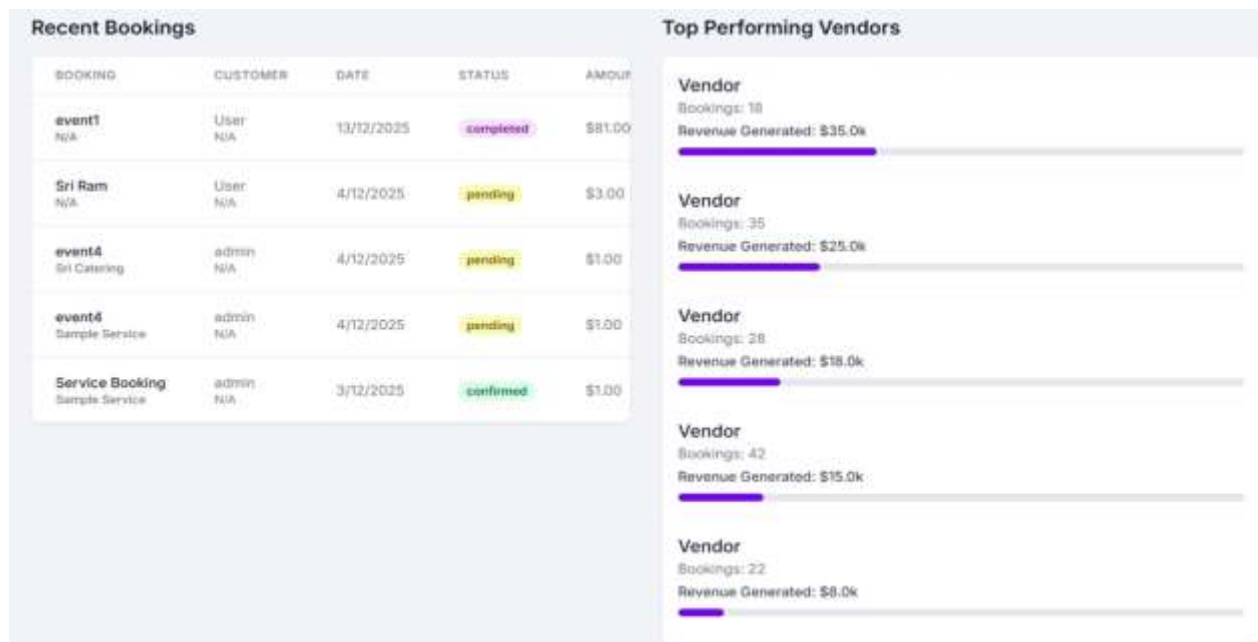 Recent Bookings
BOOKING CUSTOMER DATE STATUS AMOUN
event1 User 13/12/2025 completed $81.00
N/A N/A
Sri Ram User 4/12/2025 pending $3.00
N/A N/A
event4 admin 4/12/2025 pending $1.00
Sri Catering N/A
event4 admin 4/12/2025 pending $1.00
Sample Service N/A
Service Booking admin 3/12/2025 confirmed $1.00
Sample Service N/A
Top Performing Vendors
Vendor
Bookings: 18
Revenue Generated: $35.0k
Vendor
Bookings: 35
Revenue Generated: $25.0k
Vendor
Bookings: 28
Revenue Generated: $18.0k
Vendor
Bookings: 42
Revenue Generated: $15.0k
Vendor
Bookings: 22
Revenue Generated: $8.0k